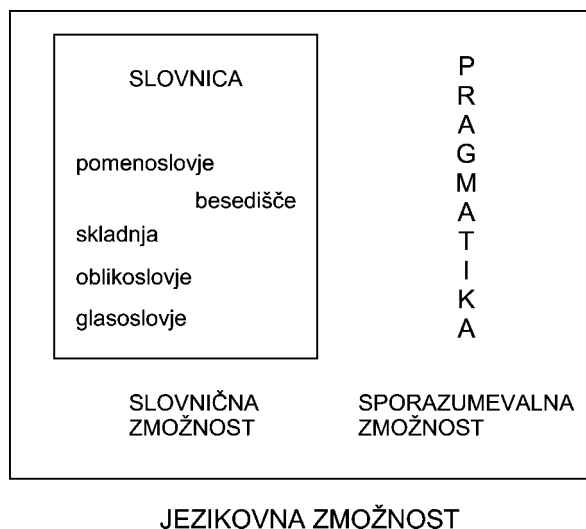 SLOVNICA
pomenoslovje
besedišče
skladnja
oblikoslovje
glasoslovje
P
R
A
G
M
A
T
I
K
A
SLOVNIČNA
ZMOŽNOST
SPORAZUMEVALNA
ZMOŽNOST
JEZIKOVNA ZMOŽNOST